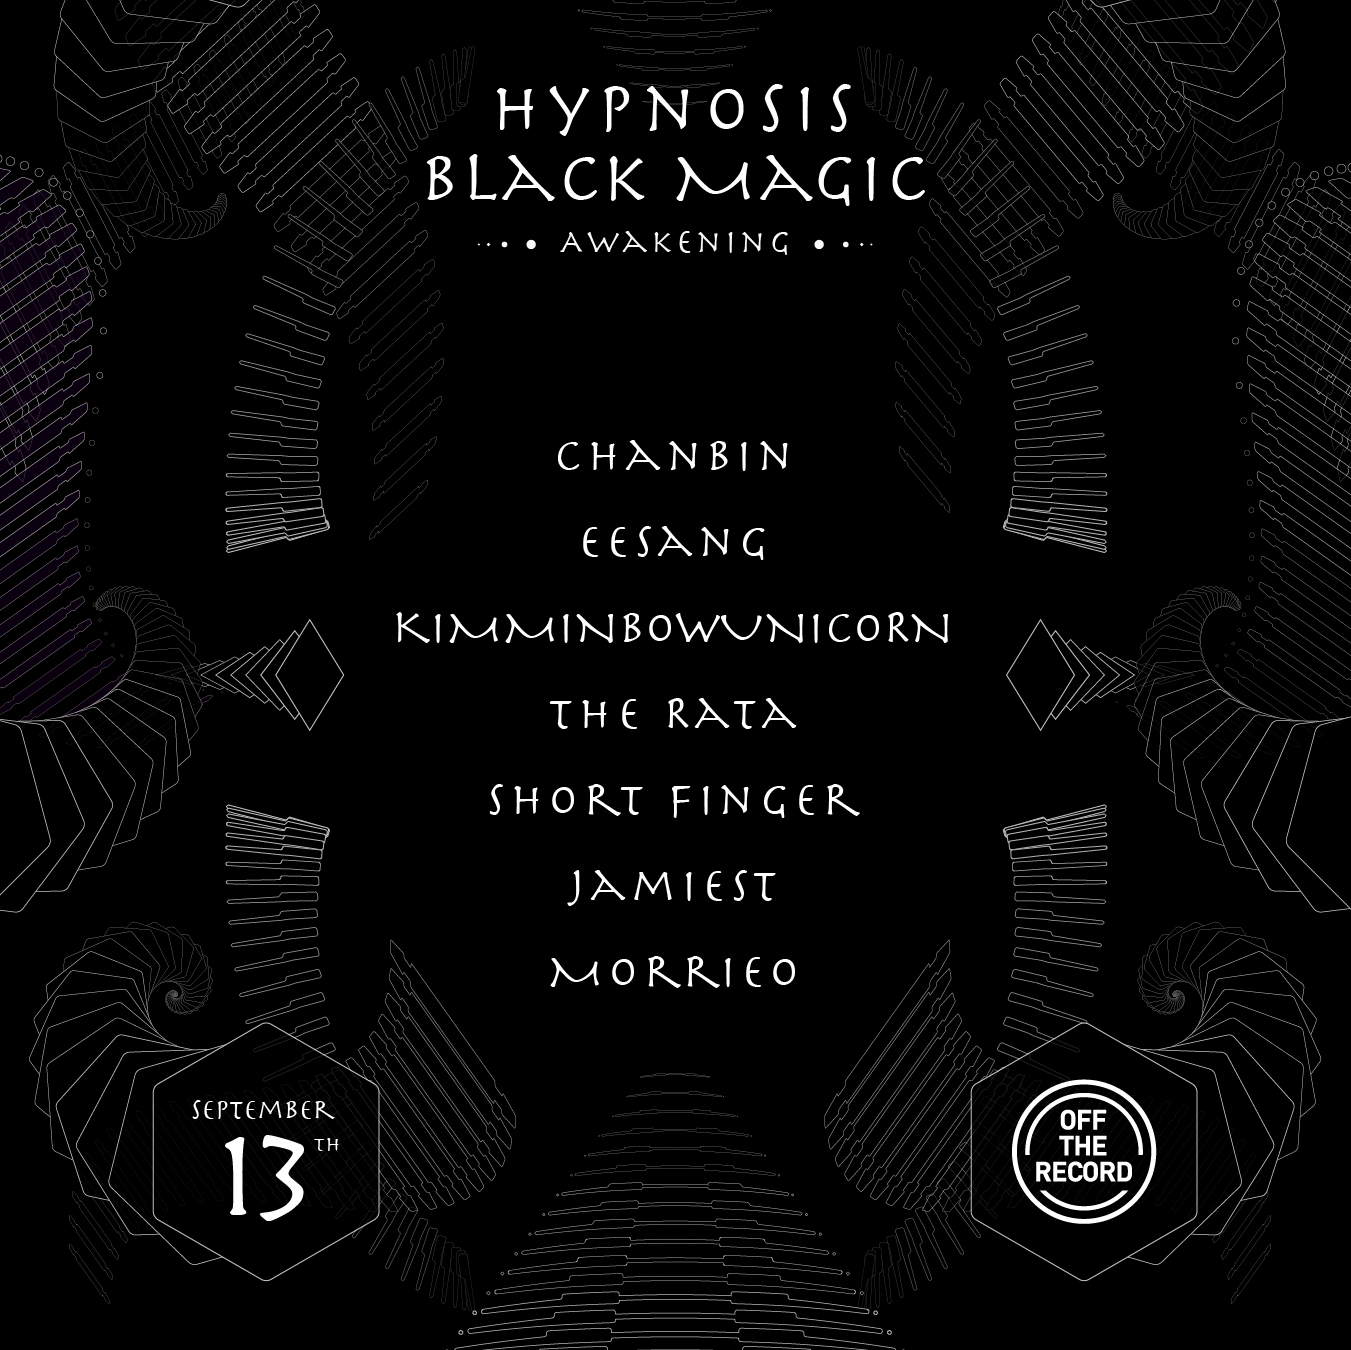 HYPNOSIS
BLACK MAGIC
AWAKENING
CHANBIN
EESANG
KIMMINBOWUNICORN
THE RATA
SHORT FINGER
JAMIEST
MORRIEO
SEPTEMBER
13TH
OFF
THE
RECORD